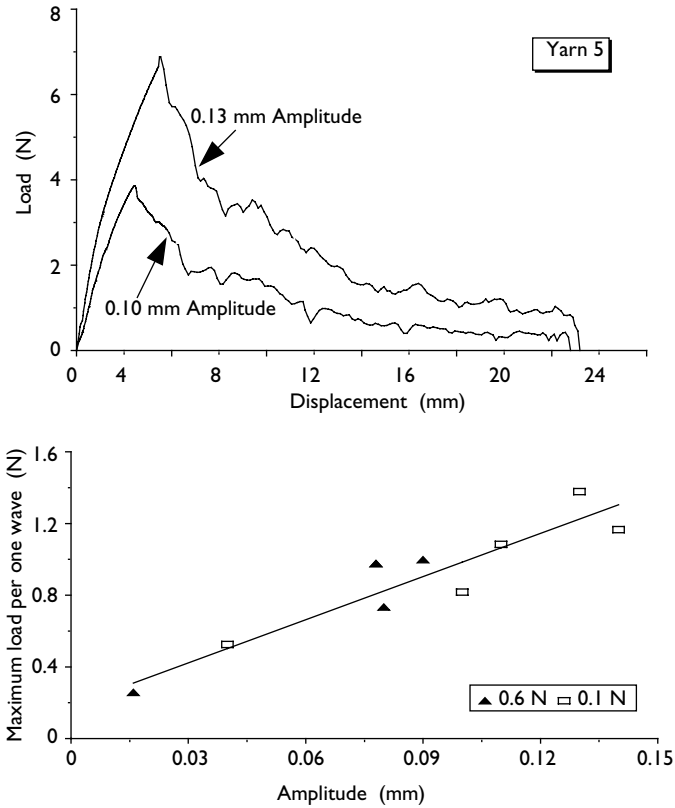 8
Yarn 5
6
0.13 mm Amplitude
Load (N)
4
2
0.10 mm Amplitude
0
0 4 8 12 16 20 24
Displacement (mm)
1.6
1.2
Maximum load per one wave (N)
0.8
0.4
0.6 N 0.1 N
0
0 0.03 0.06 0.09 0.12 0.15
Amplitude (mm)